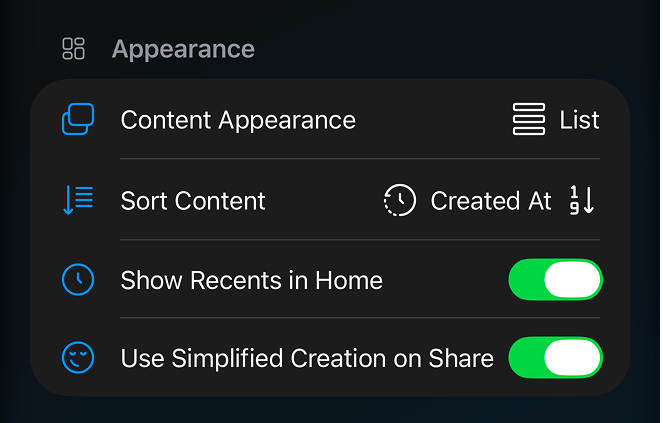 Appearance
Content Appearance List
Sort Content Created At
Show Recents in Home
Use Simplified Creation on Share